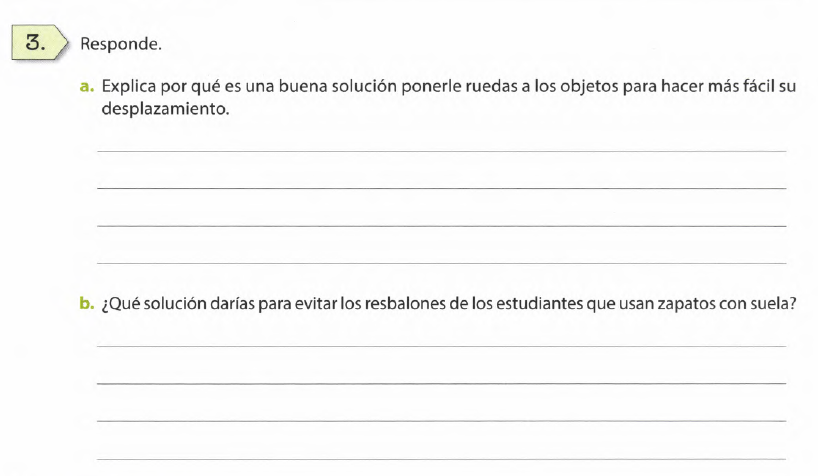 3. Responde.
a. Explica por qué es una buena solución ponerle ruedas a los objetos para hacer más fácil su
desplazamiento.
b. ¿Qué solución darías para evitar los resbalones de los estudiantes que usan zapatos con suela?